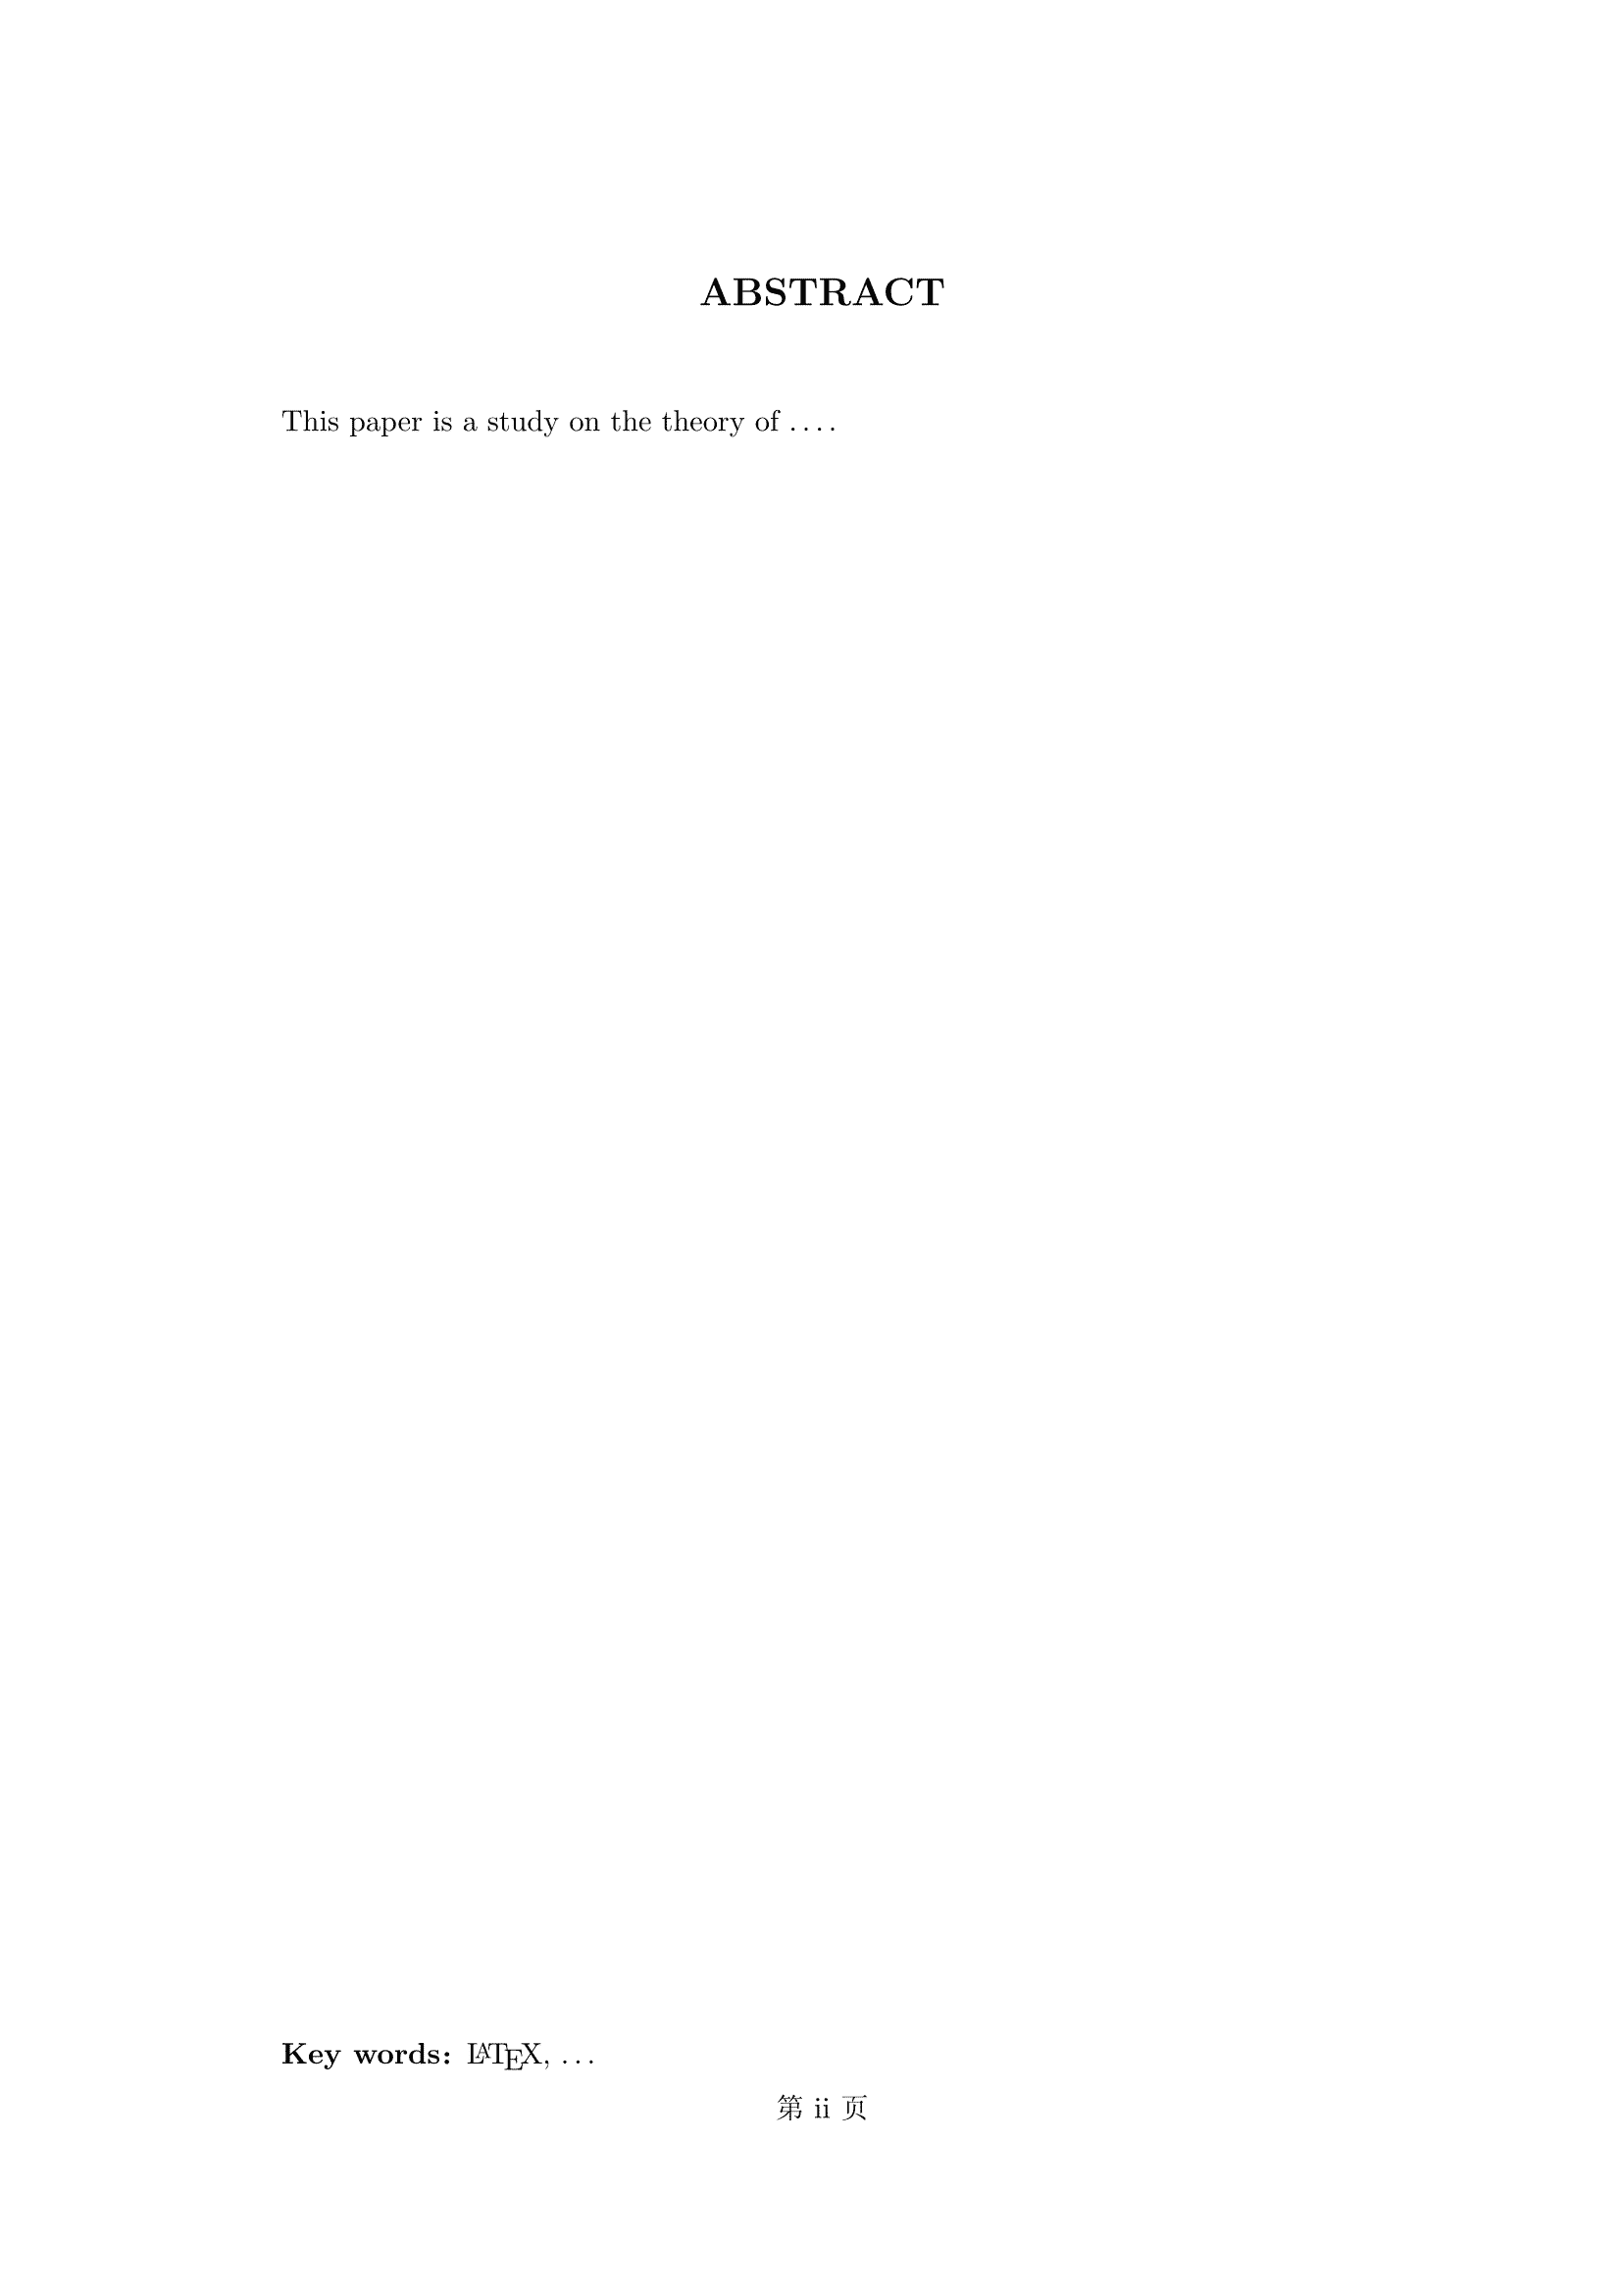 ABSTRACT
This paper is a study on the theory of ….
Key words: LATEX, …
第 ii 页